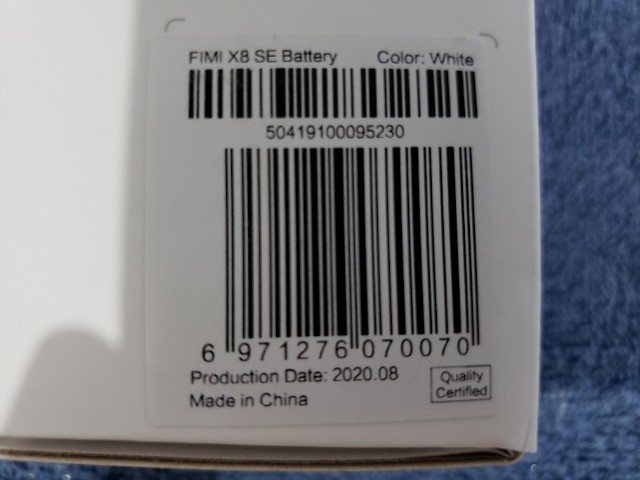 FIMI X8 SE Battery Color: White
50419100095230
6 971276 070070
Production Date: 2020.08
Made in China
Quality
Certified